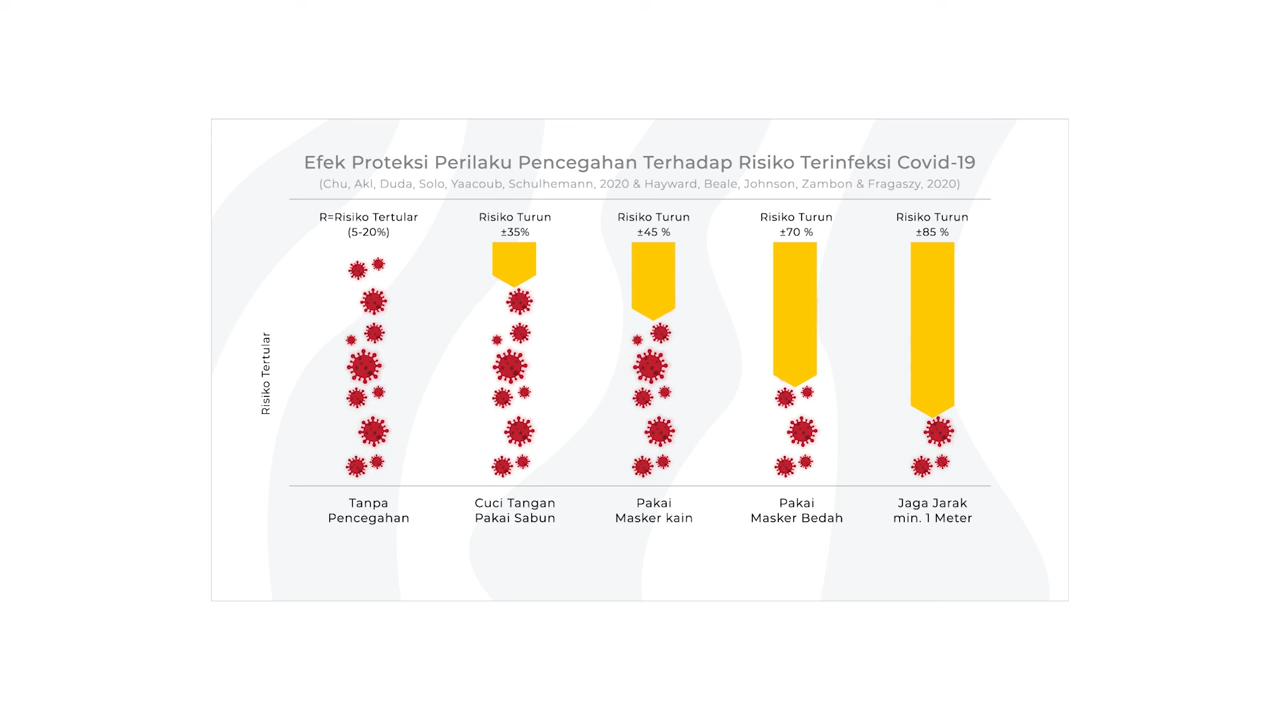 Efek Proteksi Perilaku Pencegahan Terhadap Risiko Terinfeksi Covid-19
(Chu, Akl, Duda, Solo, Yaacoub, Schulhemann, 2020 & Hayward, Beale, Johnson, Zambon & Fragaszy, 2020)
R=Risiko Tertular
(5-20%)
Risiko Turun
±35%
Risiko Turun
±45 %
Risiko Turun
±70 %
Risiko Turun
±85 %
Risiko Tertular
Tanpa
Pencegahan
Cuci Tangan
Pakai Sabun
Pakai
Masker kain
Pakai
Masker Bedah
Jaga Jarak
min. 1 Meter